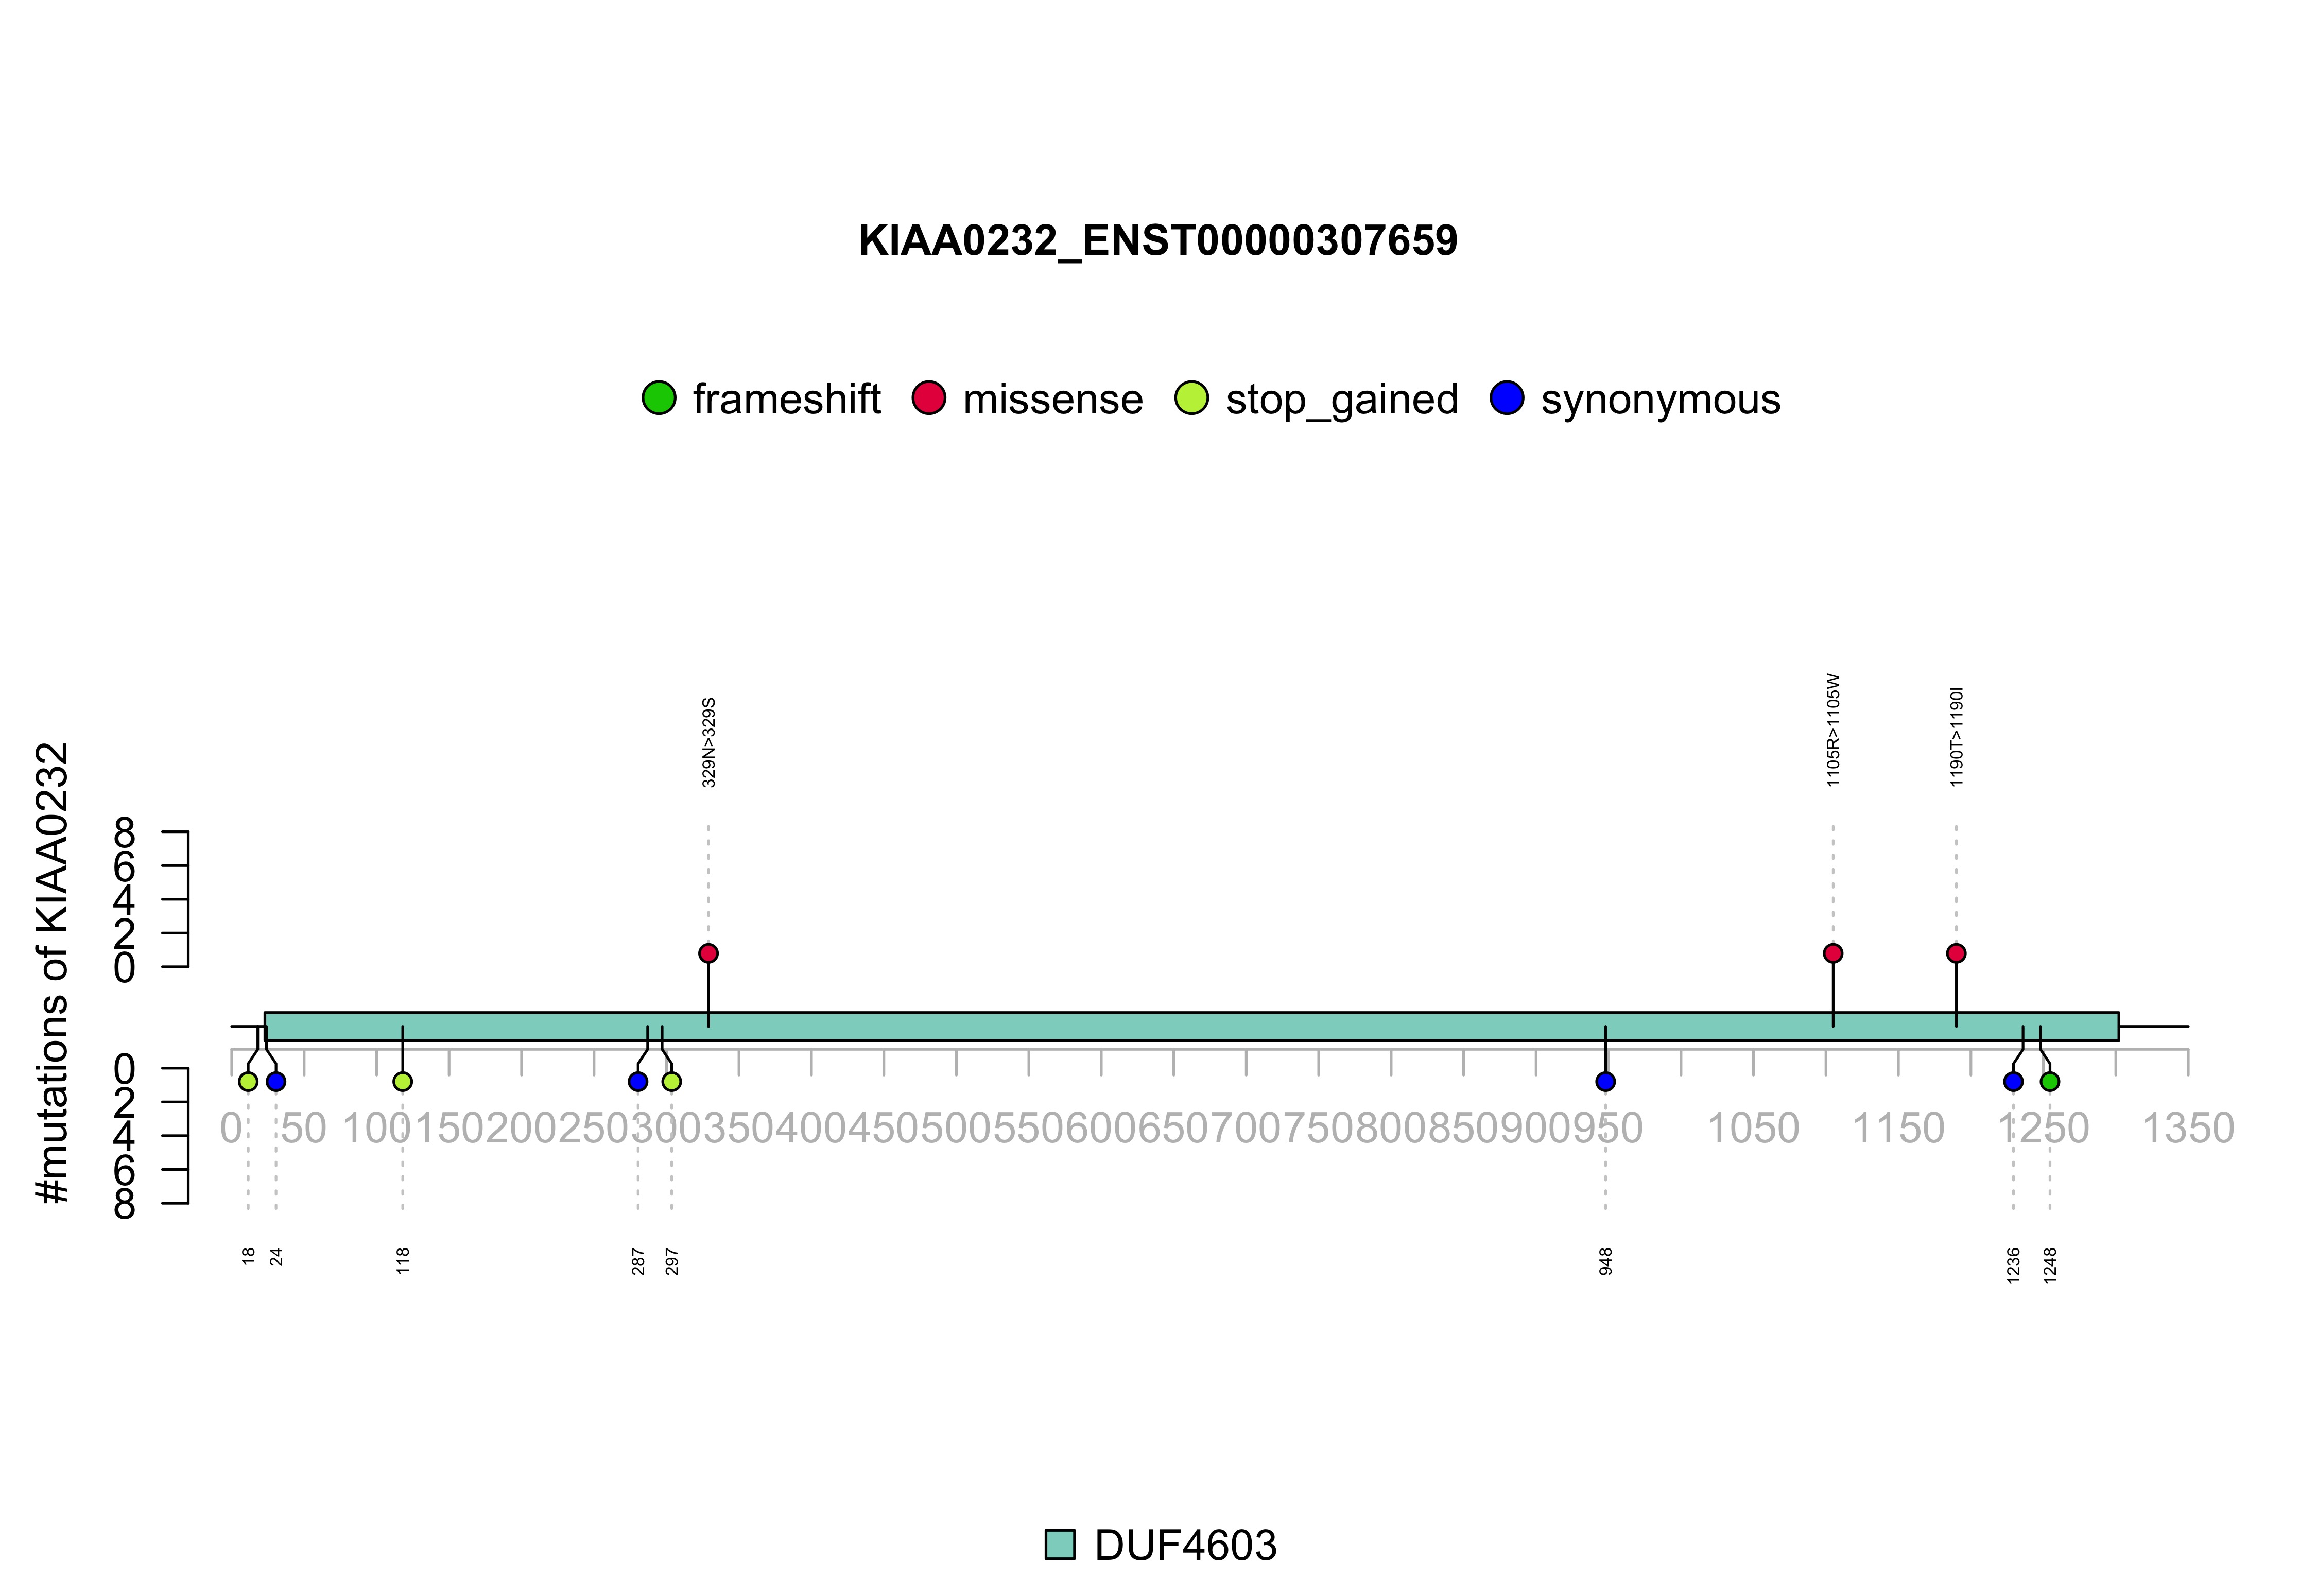 KIAA0232_ENST00000307659
frameshift missense stop_gained synonymous
329N>329S 1105R>1105W 1190T>1190I
#mutations of KIAA0232
8
6
4
2
0
0
2
4
6
8
0 50 100 150 200 250 300 350 400 450 500 550 600 650 700 750 800 850 900 950 1050 1150 1250 1350
18 24 118 287 297 948 1236 1248
DUF4603